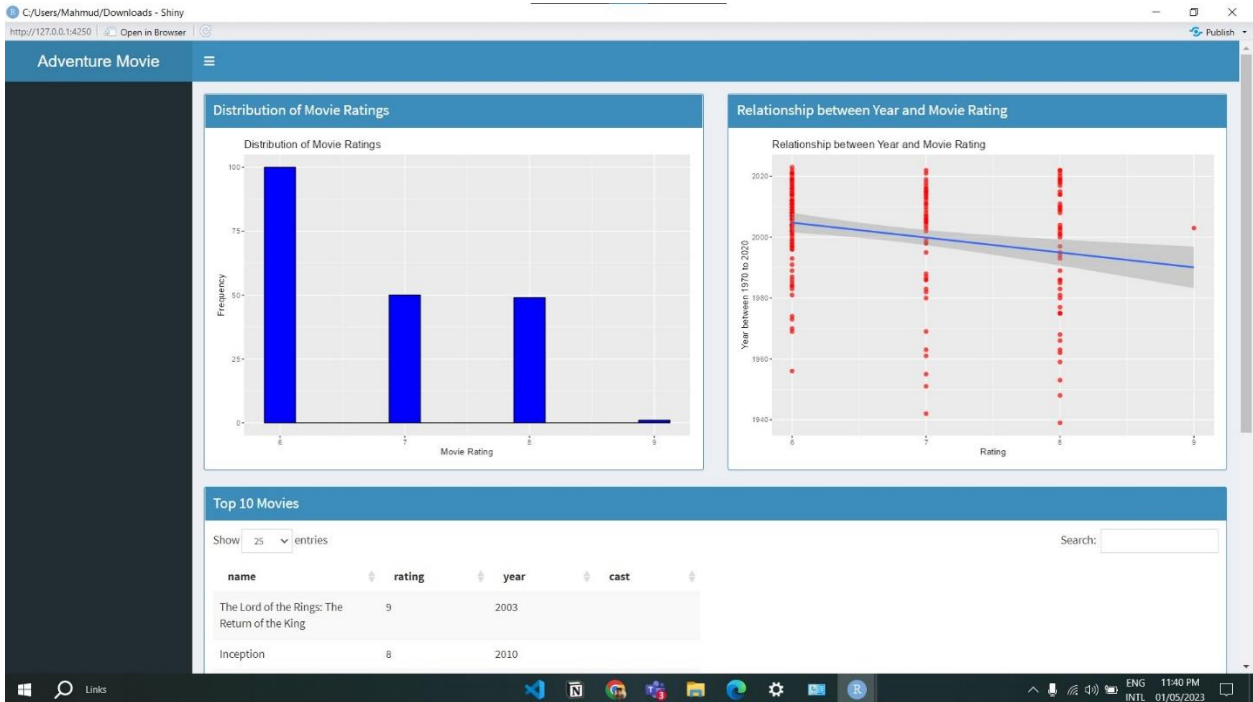 C:/Users/Mahmud/Downloads - Shiny
http://127.0.0.1:4250 Open in Browser Publish
Adventure Movie
Distribution of Movie Ratings
Distribution of Movie Ratings
100
75
50
25
0
Frequency
6 7 8 9
Movie Rating
Relationship between Year and Movie Rating
Relationship between Year and Movie Rating
2020
2000
1980
1960
1940
Year between 1970 to 2020
6 7 8 9
Rating
Top 10 Movies
Show 25 entries
Search:
name rating year cast
The Lord of the Rings: The 9 2003
Return of the King
Inception 8 2010
Links
ENG 11:40 PM
INTL 01/05/2023